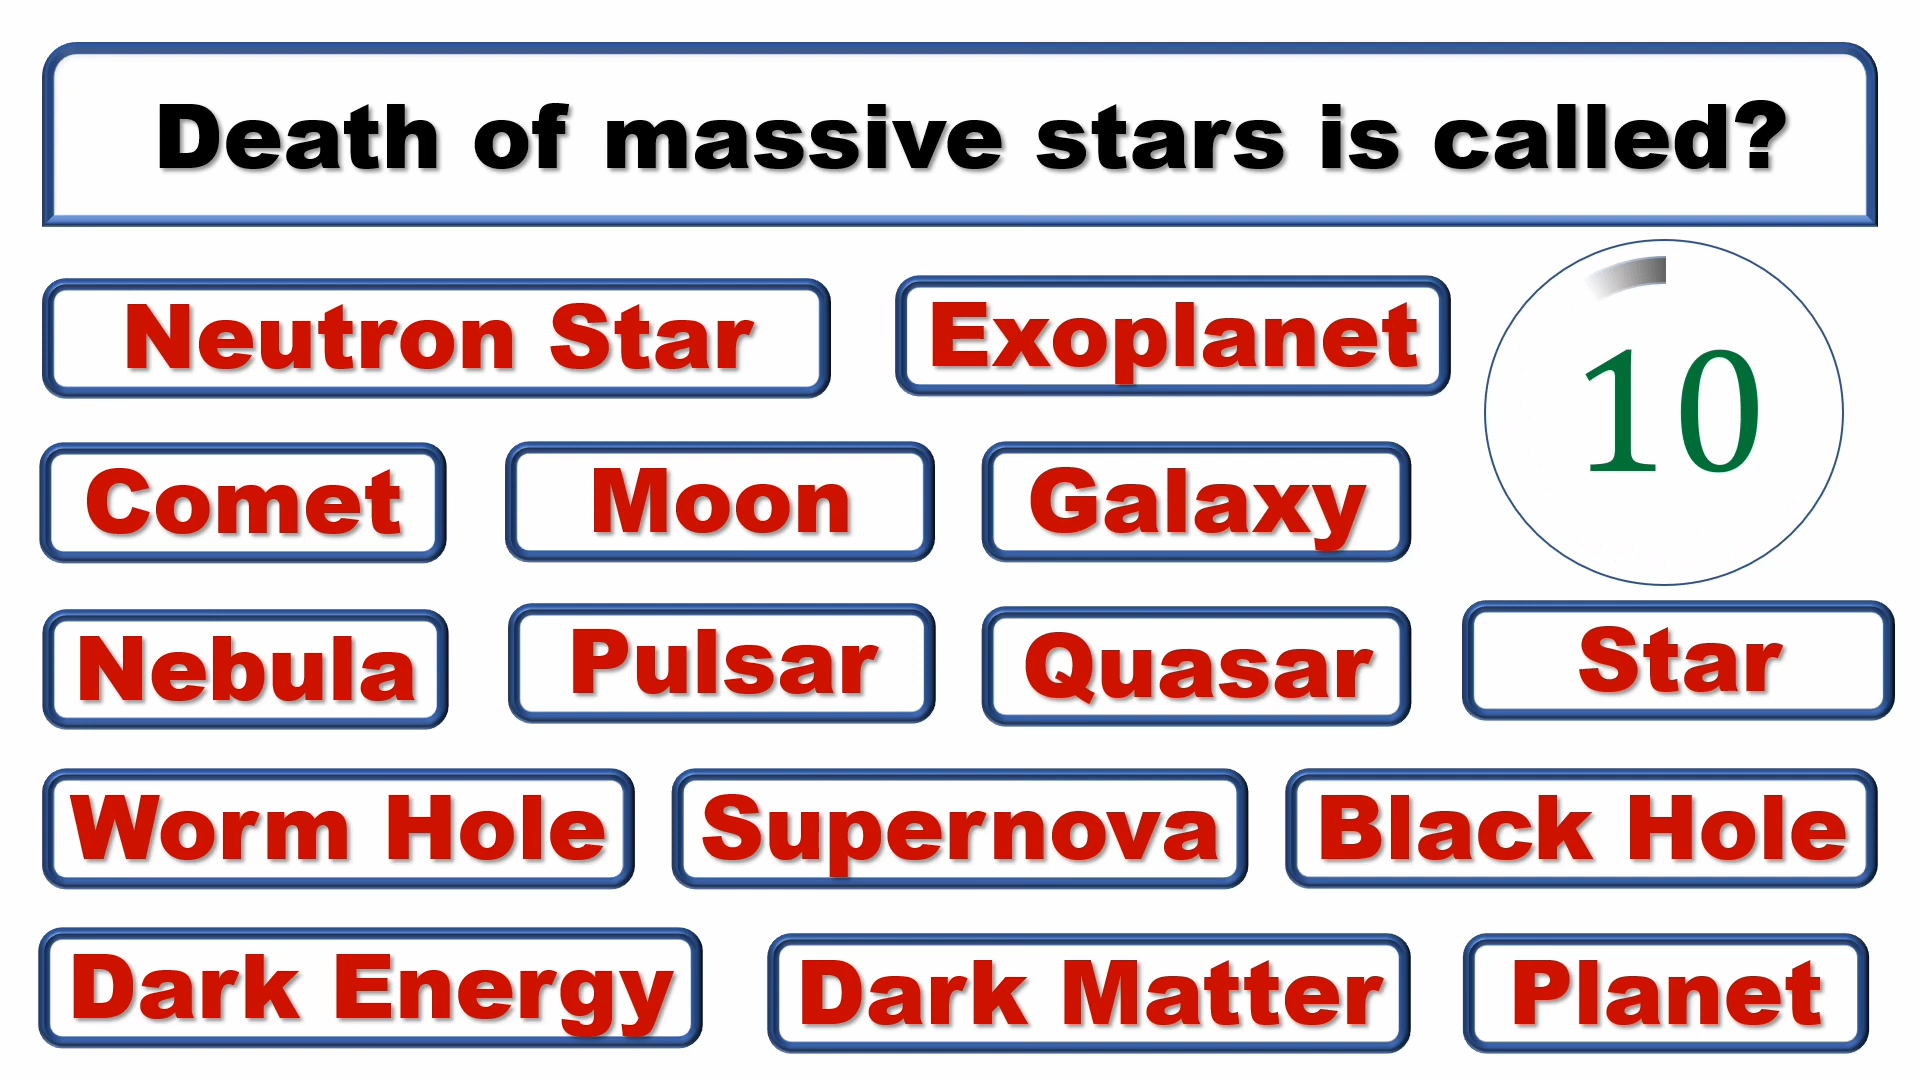 Death of massive stars is called?
Neutron Star
Exoplanet
10
Comet
Moon
Galaxy
Nebula
Pulsar
Quasar
Star
Worm Hole
Supernova
Black Hole
Dark Energy
Dark Matter
Planet